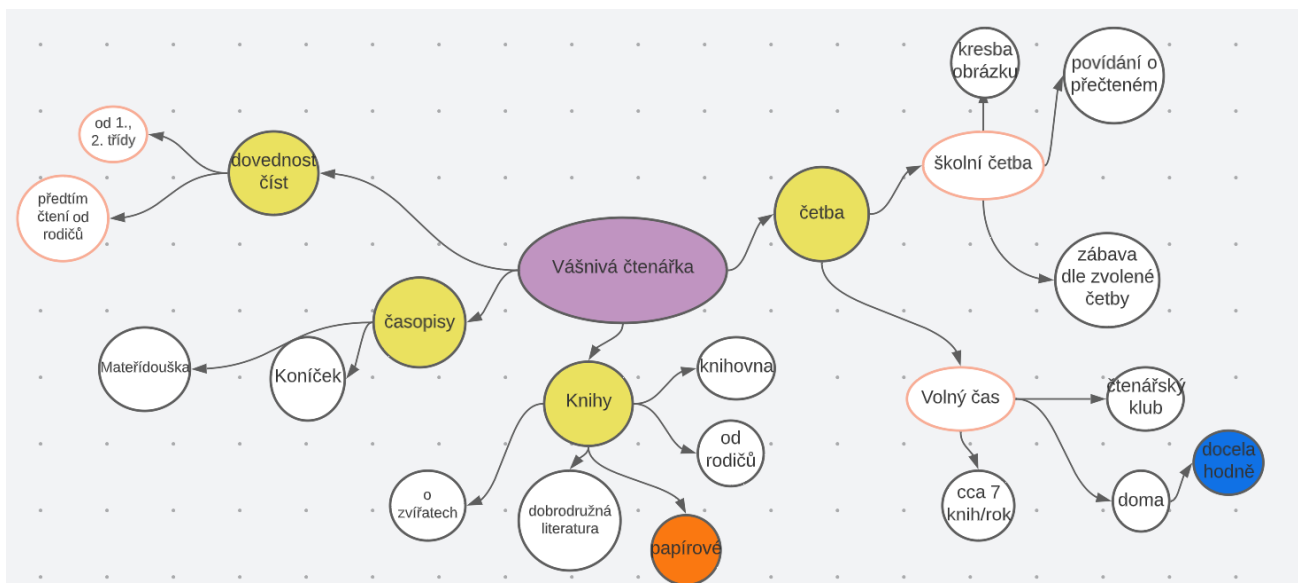 kresba
obrázku
povídání o
přečteném
od 1.,
2. třídy
dovednost
číst
školní četba
předtím
čtení od
rodičů
četba
Vášnivá čtenářka
zábava
dle zvolené
četby
časopisy
Mateřídouška
Koníček
knihovna
Knihy
Volný čas
čtenářský
klub
od
rodičů
docela
hodně
o
zvířatech
dobrodružná
literatura
cca 7
knih/rok
doma
papírové